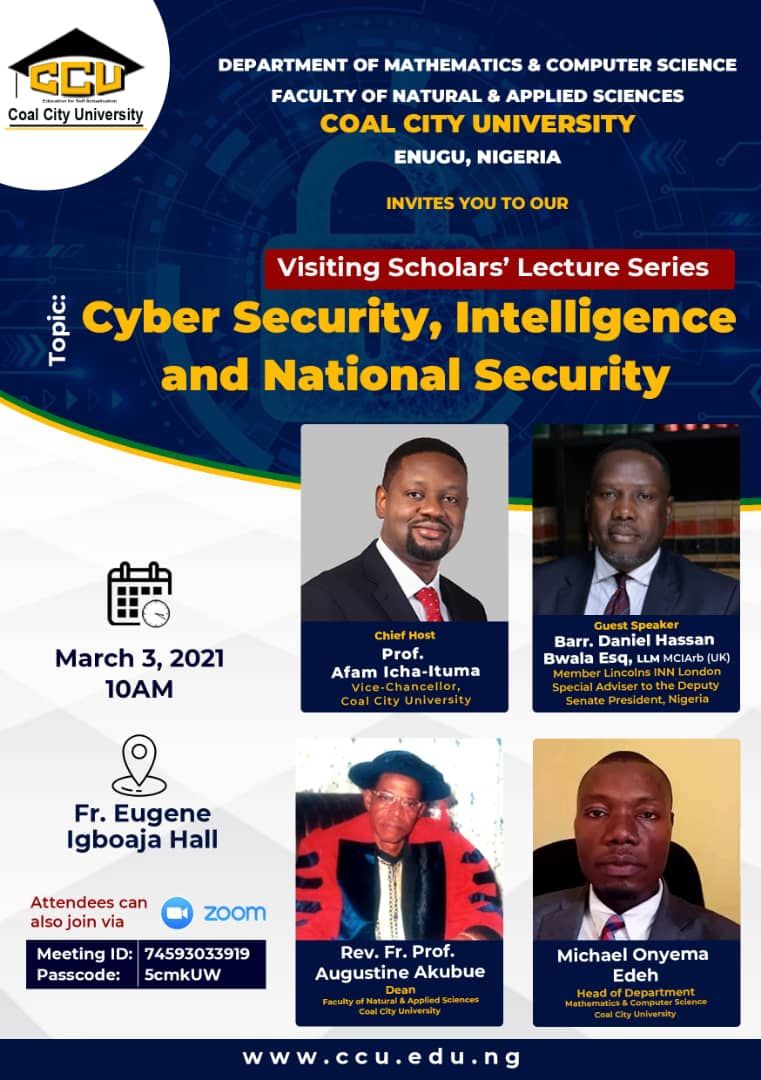 CCU
Education for Self Actualisation
Coal City University
DEPARTMENT OF MATHEMATICS & COMPUTER SCIENCE
FACULTY OF NATURAL & APPLIED SCIENCES
COAL CITY UNIVERSITY
ENUGU, NIGERIA
INVITES YOU TO OUR
Visiting Scholars' Lecture Series
Topic:
Cyber Security, Intelligence
and National Security
March 3, 2021
10AM
Fr. Eugene
Igboaja Hall
Attendees can
also join via
zoom
Meeting ID: 74593033919
Passcode: 5cmkUW
Chief Host
Prof.
Afam Icha-Ituma
Vice-Chancellor,
Coal City University
Guest Speaker
Barr. Daniel Hassan
Bwala Esq, LLM MCIArb (UK)
Member Lincolns INN London
Special Adviser to the Deputy
Senate President, Nigeria
Rev. Fr. Prof.
Augustine Akubue
Dean
Faculty of Natural & Applied Sciences
Coal City University
Michael Onyema
Edeh
Head of Department
Mathematics & Computer Science
Coal City University
www.ccu.edu.ng